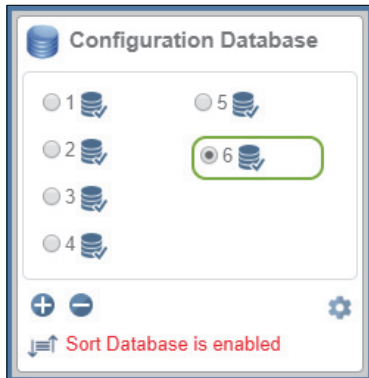 Configuration Database
1 5
2 6
3
4
Sort Database is enabled